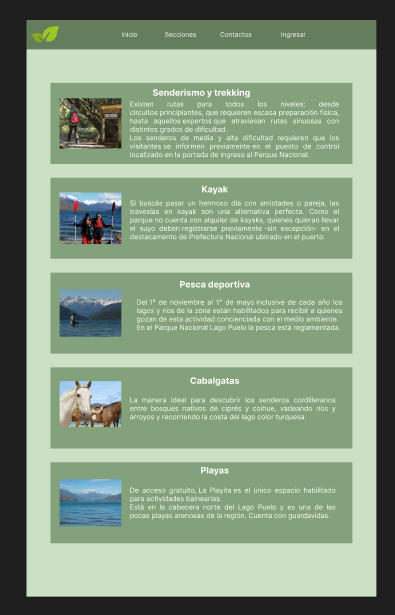 Inicio Secciones Contactos Ingresar
Senderismo y trekking
Existen rutas para todos los niveles: desde
circuitos principiantes, que requieren escasa preparación física,
hasta aquellos expertos que atraviesan rutas sinuosas con
distintos grados de dificultad.
Los senderos de media y alta dificultad requieren que los
visitantes se informen previamente en el puesto de control
localizado en la portada de ingreso al Parque Nacional.
Kayak
Si buscás pasar un hermoso día con amistades o pareja, las
travesías en kayak son una alternativa perfecta. Como el
parque no cuenta con alquiler de kayaks, quienes quieran llevar
el suyo deben registrarse previamente -sin excepción- en el
destacamento de Prefectura Nacional ubicado en el puerto.
Pesca deportiva
Del 1° de noviembre al 1° de mayo inclusive de cada año los
lagos y ríos de la zona están habilitados para recibir a quienes
gozan de esta actividad concienciada con el medio ambiente.
En el Parque Nacional Lago Puelo la pesca está reglamentada.
Cabalgatas
La manera ideal para descubrir los senderos cordilleranos
entre bosques nativos de ciprés y coihue, vadeando ríos y
arroyos y recorriendo la costa del lago color turquesa.
Playas
De acceso gratuito, La Playita es el único espacio habilitado
para actividades balnearias.
Está en la cabecera norte del Lago Puelo y es una de las
pocas playas arenosas de la región. Cuenta con guardavidas.